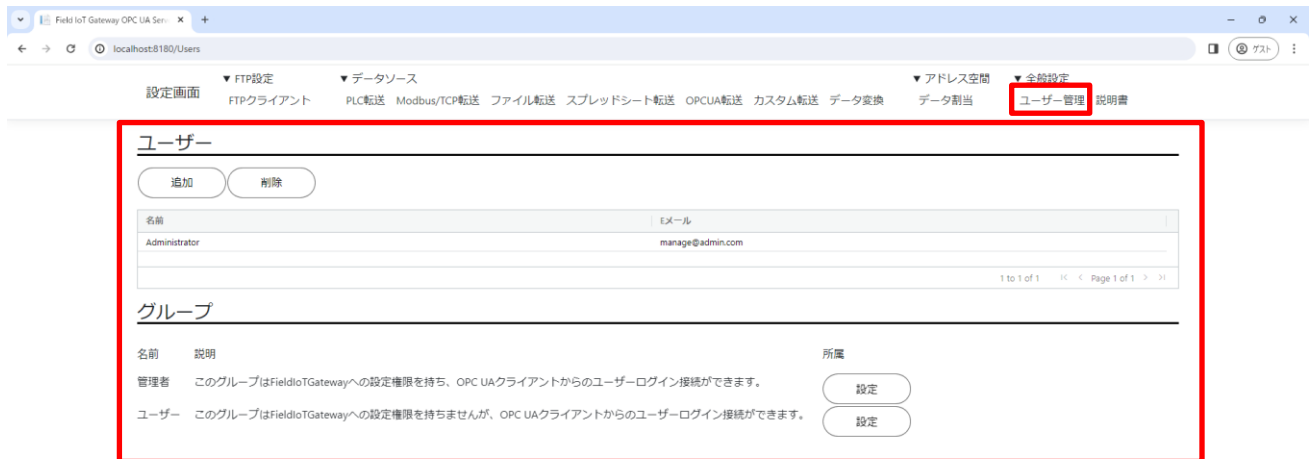 Field IoT Gateway OPC UA Serv
localhost:8180/Users
ゲスト
設定画面
▼ FTP設定
▼ データソース
▼ アドレス空間
▼ 全般設定
FTPクライアント
PLC転送 Modbus/TCP転送 ファイル転送 スプレッドシート転送 OPCUA転送 カスタム転送 データ変換
データ割当
ユーザー管理 説明書
ユーザー
追加 削除
名前 Eメール
Administrator manage@admin.com
1 to 1 of 1 Page 1 of 1
グループ
名前 説明 所属
管理者 このグループはFieldIoTGatewayへの設定権限を持ち、OPC UAクライアントからのユーザーログイン接続ができます。 設定
ユーザー このグループはFieldIoTGatewayへの設定権限を持ちませんが、OPC UAクライアントからのユーザーログイン接続ができます。 設定